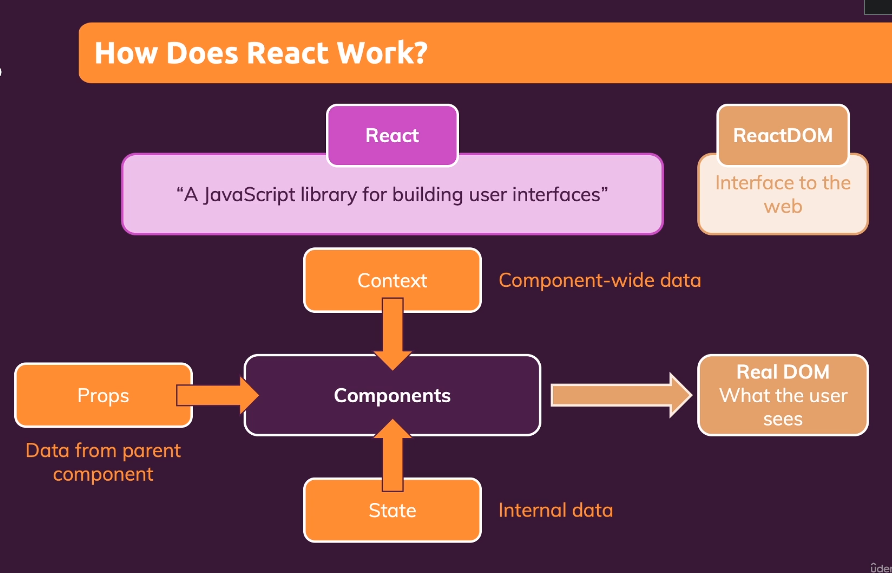 How Does React Work?
React
ReactDOM
“A JavaScript library for building user interfaces”
Interface to the
web
Context
Component-wide data
Props
Components
Real DOM
What the user
sees
Data from parent
component
State
Internal data